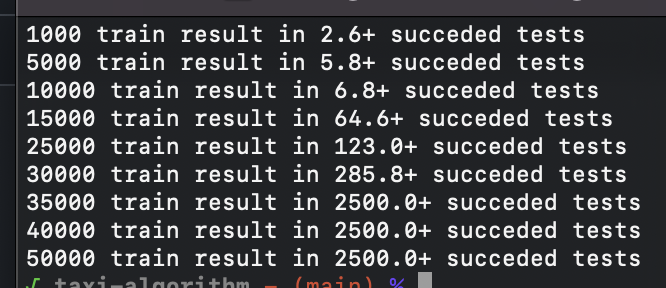 1000 train result in 2.6+ succeded tests
5000 train result in 5.8+ succeded tests
10000 train result in 6.8+ succeded tests
15000 train result in 64.6+ succeded tests
25000 train result in 123.0+ succeded tests
30000 train result in 285.8+ succeded tests
35000 train result in 2500.0+ succeded tests
40000 train result in 2500.0+ succeded tests
50000 train result in 2500.0+ succeded tests
√ taxi-algorithm – (main) %